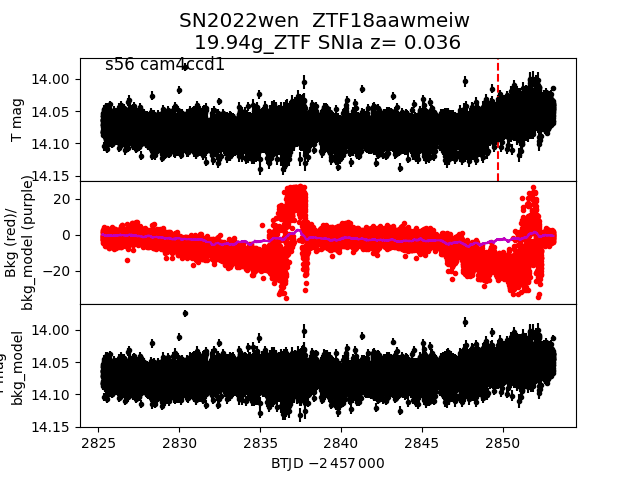 SN2022wen  ZTF18aawmeiw
19.94g_ZTF SNIa z= 0.036
s56 cam4ccd1
14.00
14.05
14.10
14.15
T mag
20
0
−20
Bkg (red)/
bkg_model (purple)
14.00
14.05
14.10
14.15
mag
bkg_model
2825
2830
2835
2840
2845
2850
BTJD −2 457 000